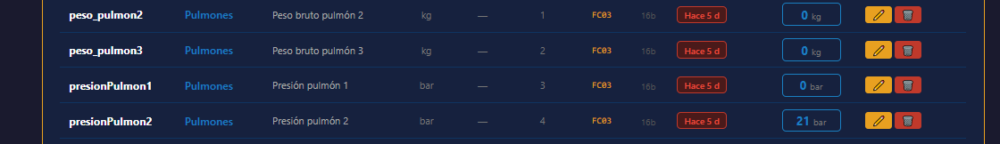 peso_pulmon2 Pulmones Peso bruto pulmón 2 kg — 1 FC03 16b Hace 5 d 0 kg
peso_pulmon3 Pulmones Peso bruto pulmón 3 kg — 2 FC03 16b Hace 5 d 0 kg
presionPulmon1 Pulmones Presión pulmón 1 bar — 3 FC03 16b Hace 5 d 0 bar
presionPulmon2 Pulmones Presión pulmón 2 bar — 4 FC03 16b Hace 5 d 21 bar